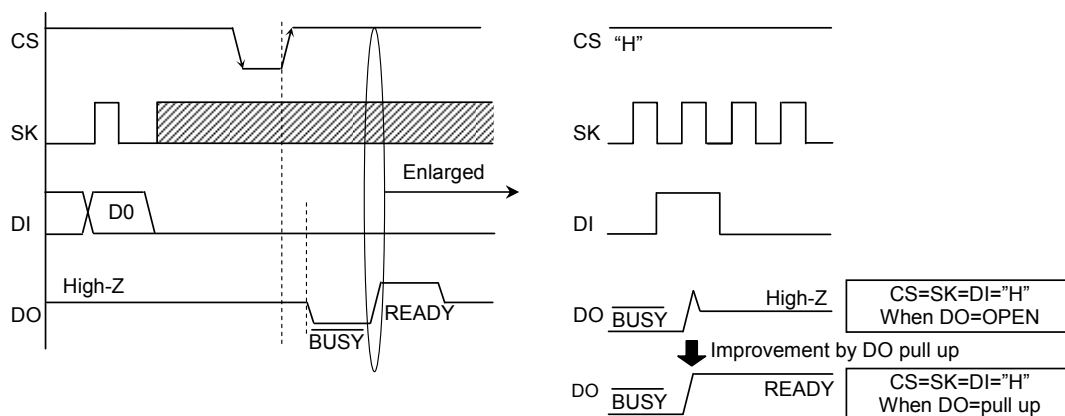 CS
SK
DI
D0
High-Z
DO
BUSY
READY
Enlarged
CS "H"
SK
DI
DO BUSY High-Z
CS=SK=DI="H"
When DO=OPEN
Improvement by DO pull up
DO BUSY READY
CS=SK=DI="H"
When DO=pull up